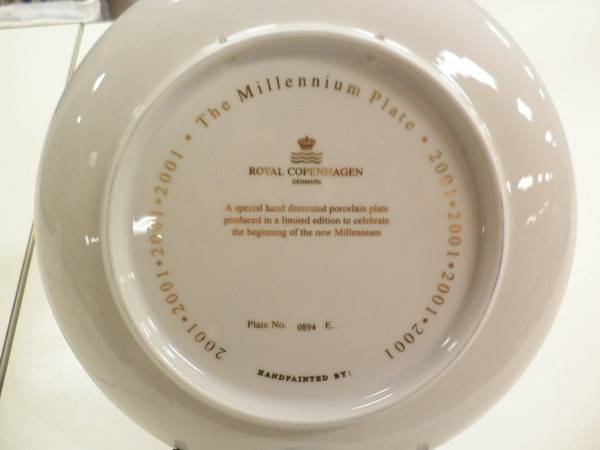 2001•2001•2001•2001 • The Millennium Plate • 2001•2001•2001•2001
ROYAL COPENHAGEN
DENMARK
A special hand decorated porcelain plate
produced in a limited edition to celebrate
the beginning of the new Millennium
Plate No. 0894 E.
HANDPAINTED BY: